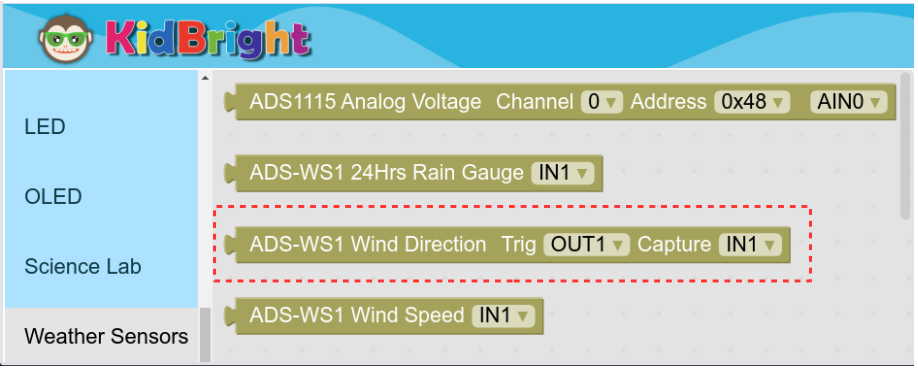 KidBright
LED
OLED
Science Lab
Weather Sensors
ADS1115 Analog Voltage Channel 0 Address 0x48 AIN0
ADS-WS1 24Hrs Rain Gauge IN1
ADS-WS1 Wind Direction Trig OUT1 Capture IN1
ADS-WS1 Wind Speed IN1